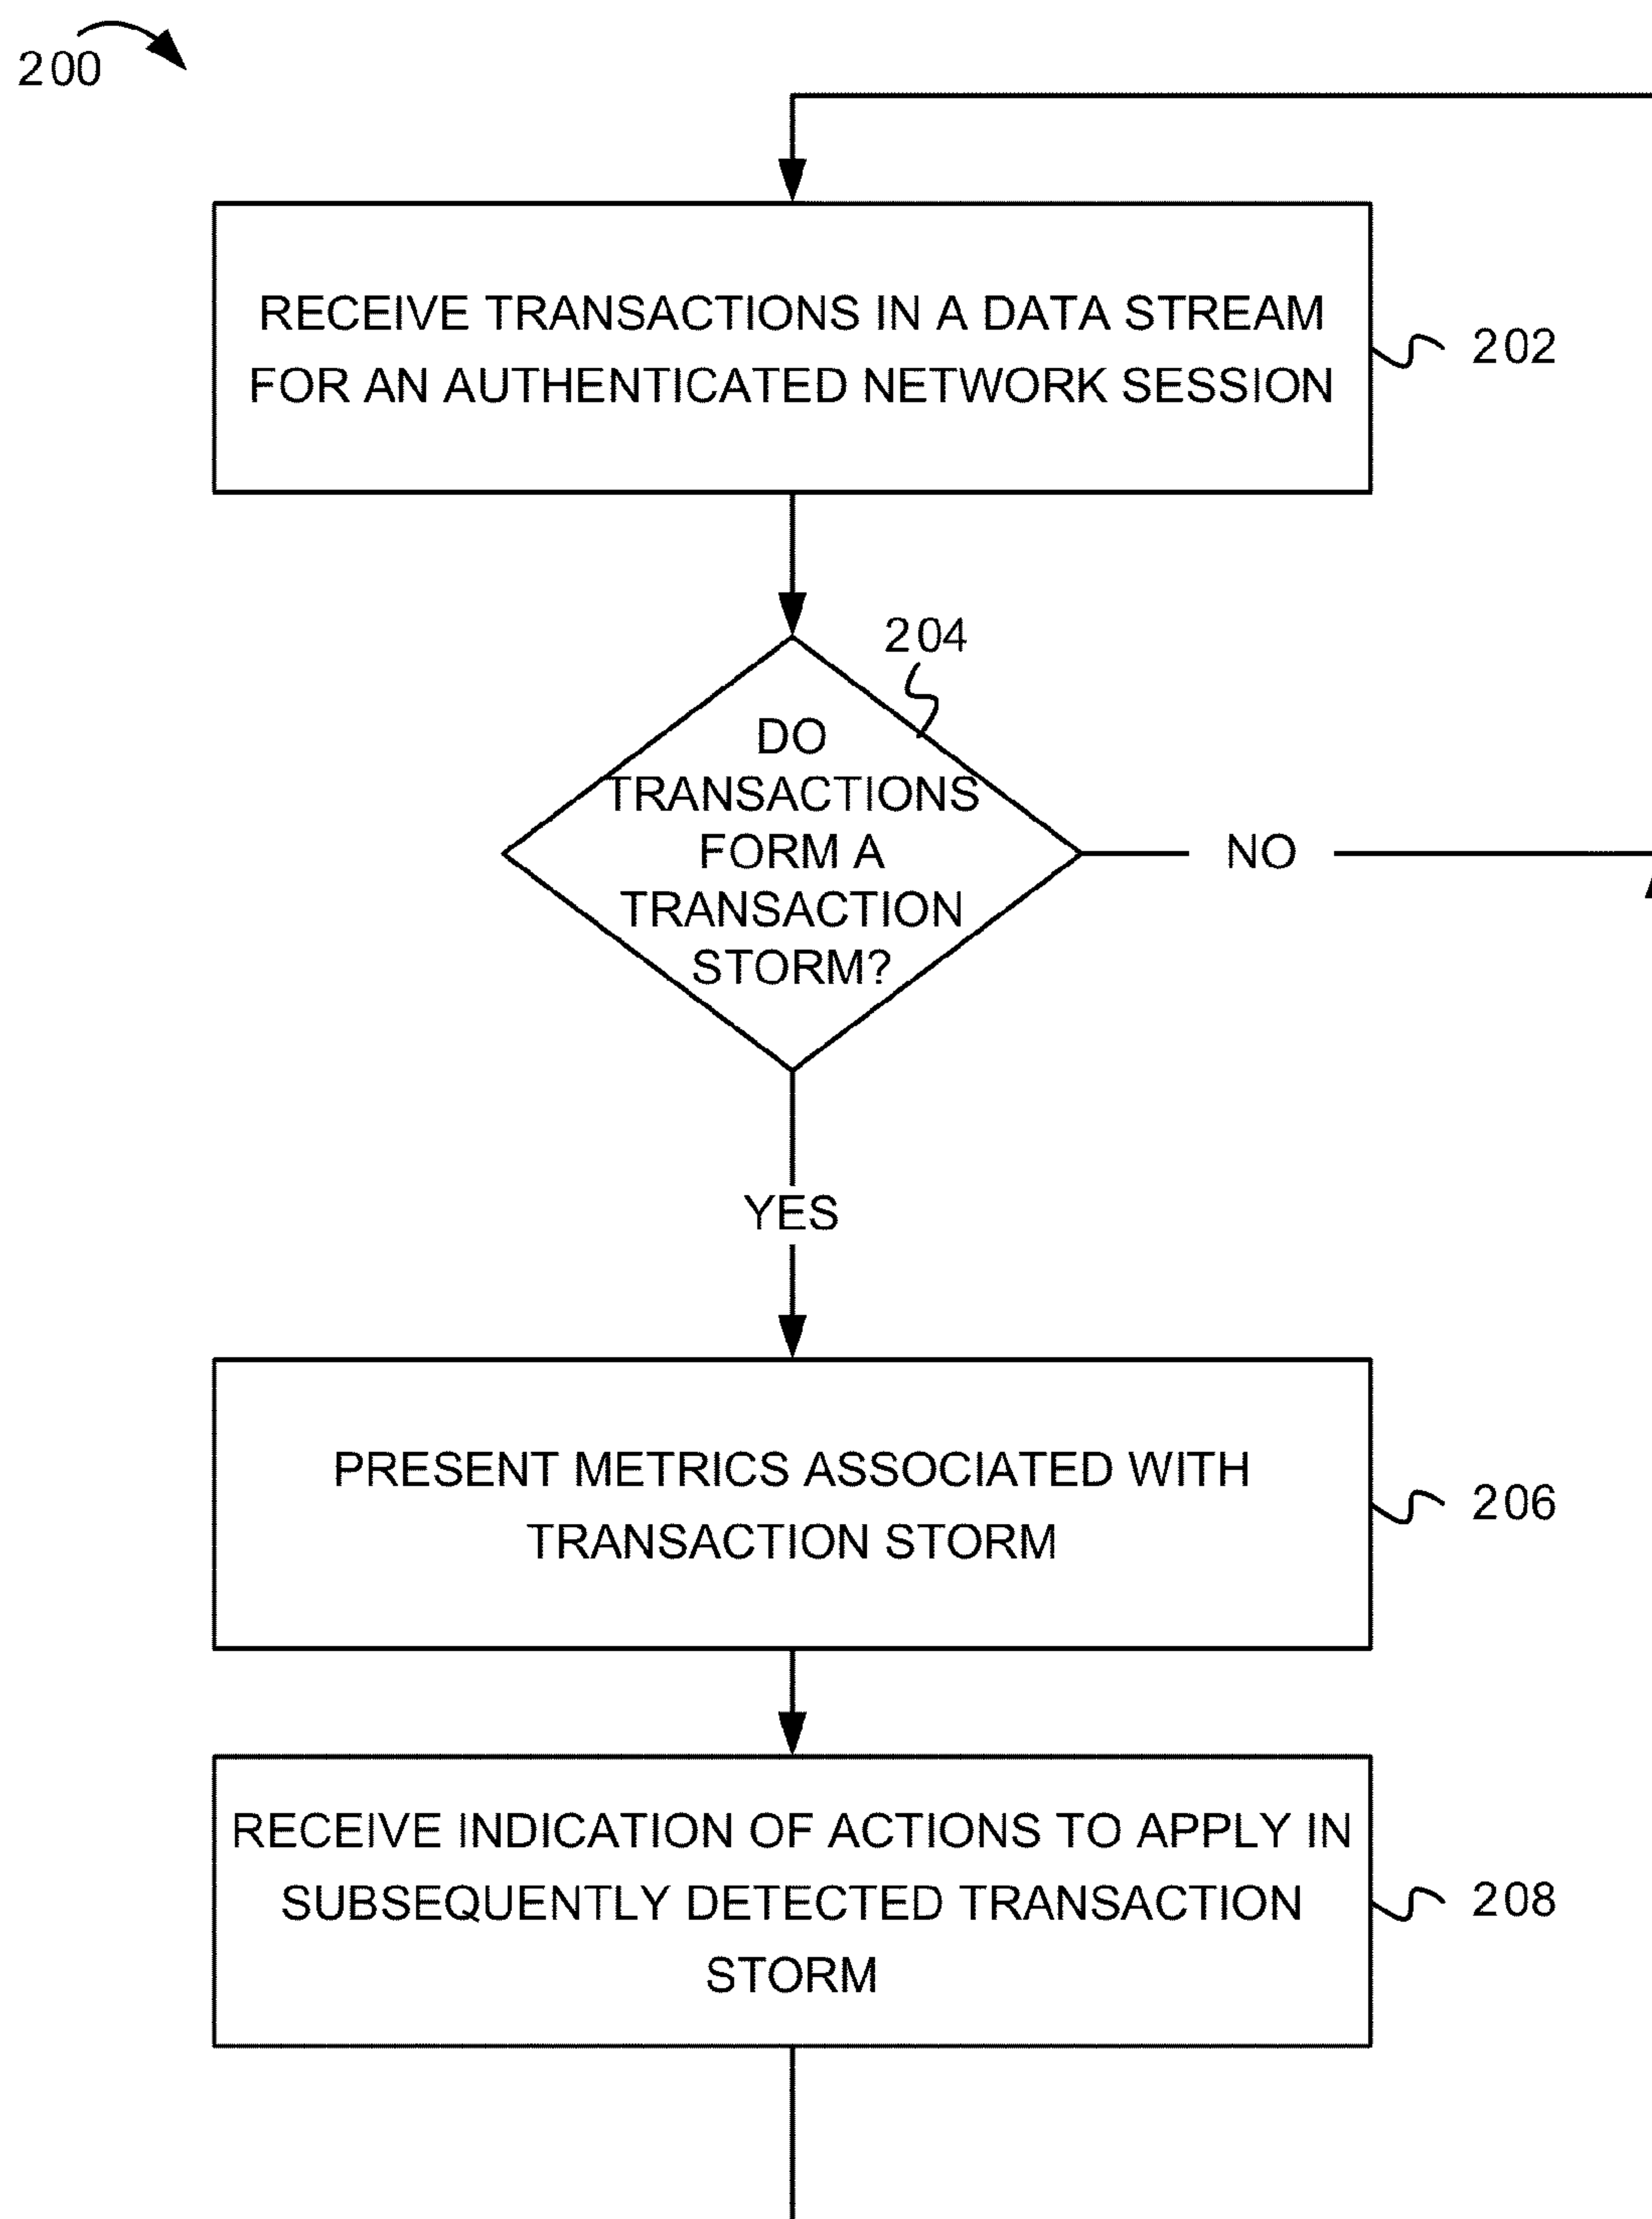 200
RECEIVE TRANSACTIONS IN A DATA STREAM
FOR AN AUTHENTICATED NETWORK SESSION
202
204
DO
TRANSACTIONS
FORM A
TRANSACTION
STORM?
NO
YES
PRESENT METRICS ASSOCIATED WITH
TRANSACTION STORM
206
RECEIVE INDICATION OF ACTIONS TO APPLY IN
SUBSEQUENTLY DETECTED TRANSACTION
STORM
208